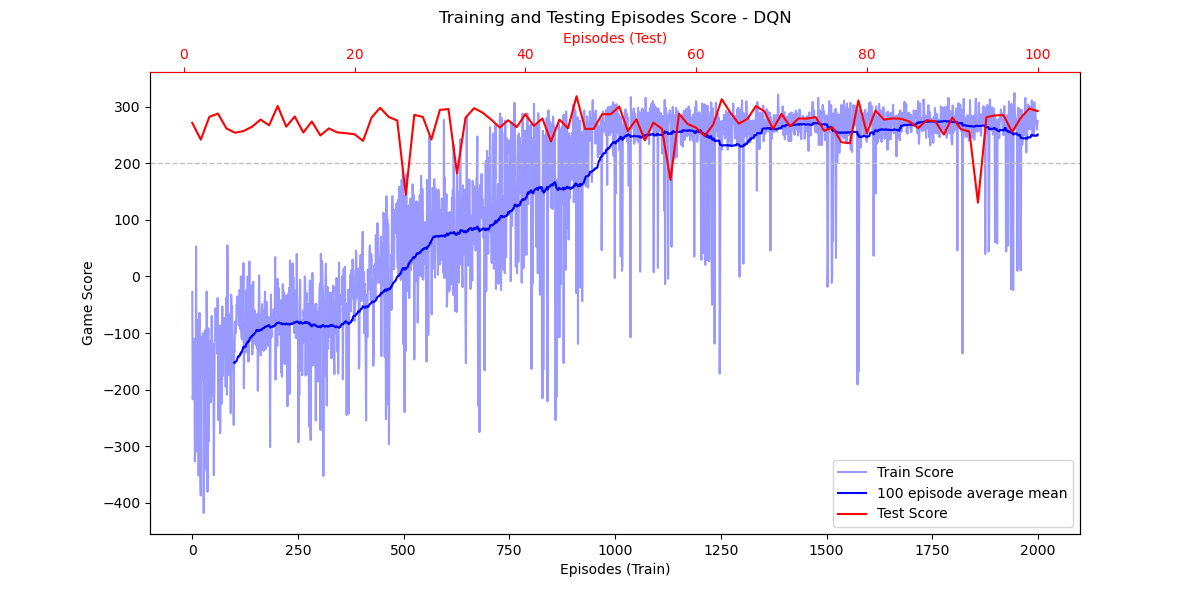 Training and Testing Episodes Score - DQN
Episodes (Test)
0 20 40 60 80 100
300
200
100
0
−100
−200
−300
−400
Game Score
0 250 500 750 1000 1250 1500 1750 2000
Episodes (Train)
Train Score
100 episode average mean
Test Score